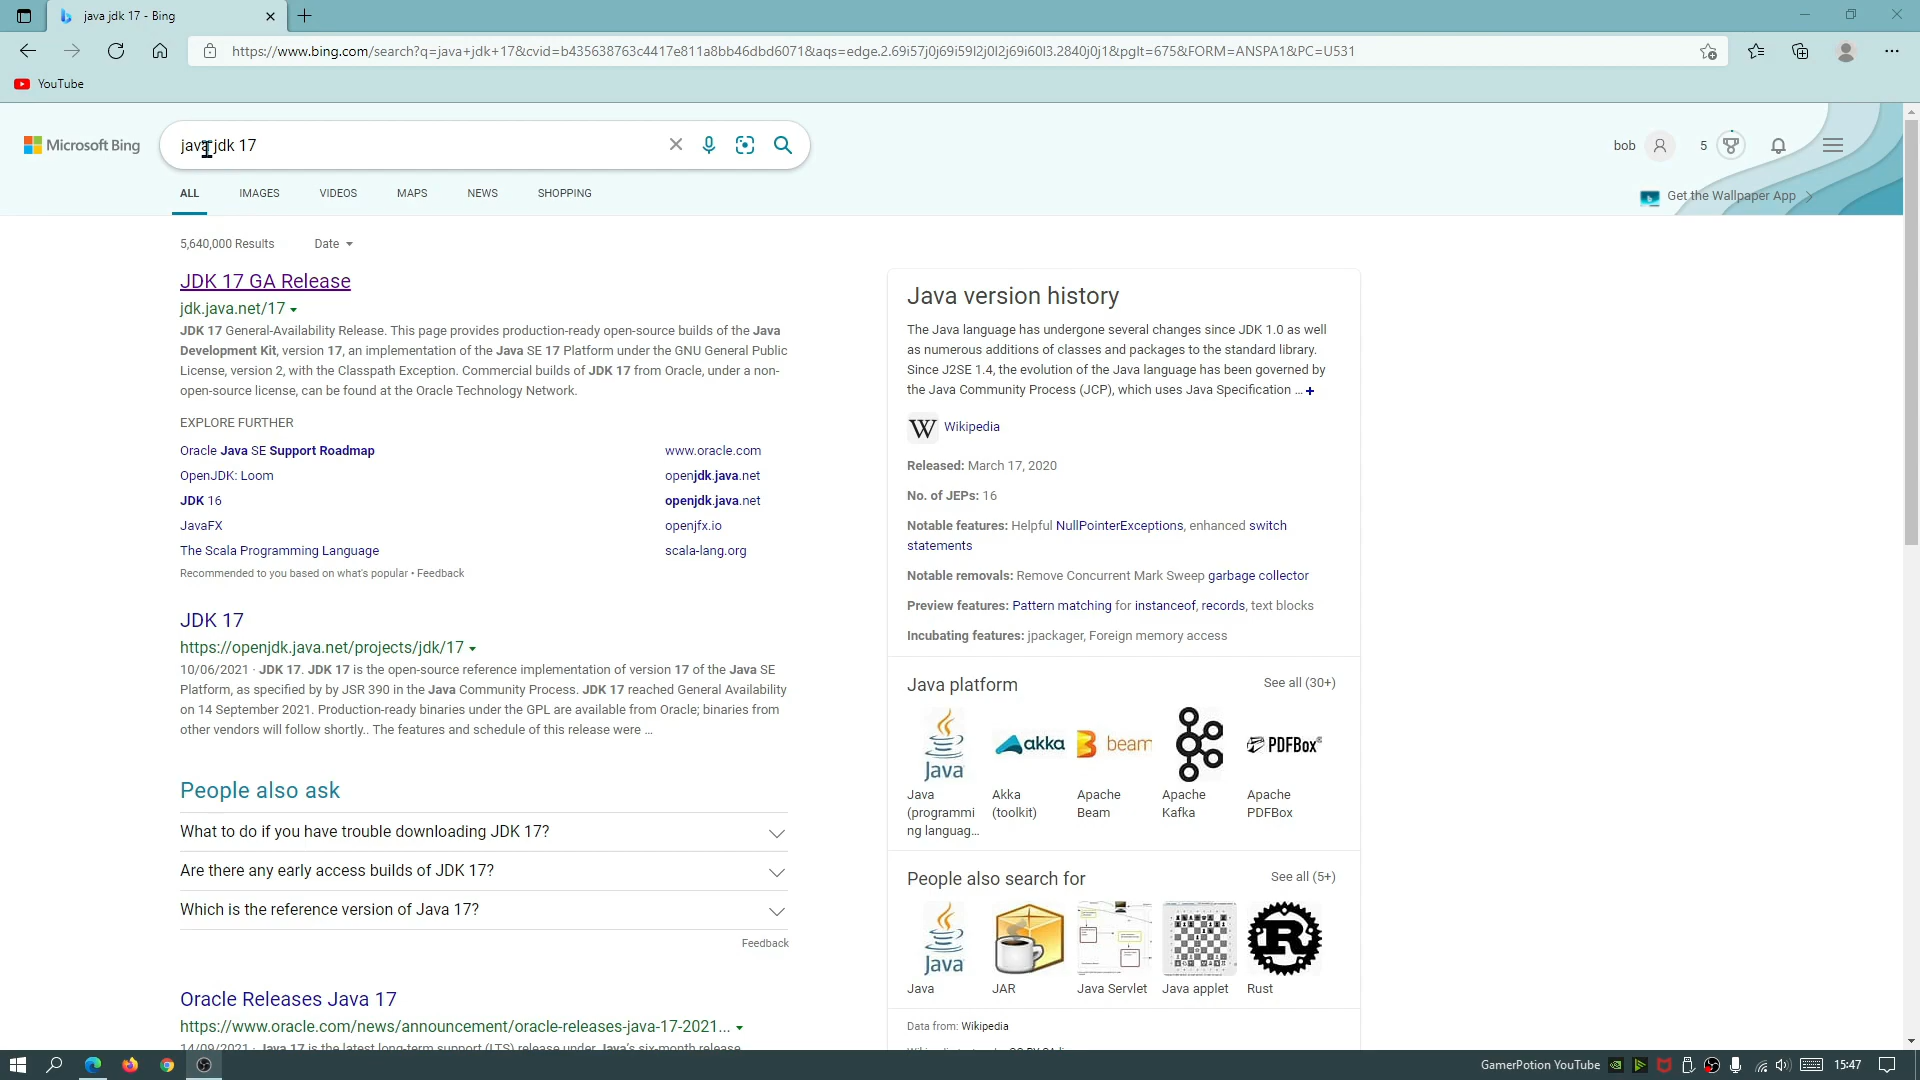 java jdk 17 - Bing
https://www.bing.com/search?q=java+jdk+17&cvid=b435638763c4417e811a8bb46dbd6071&aqs=edge.2.69i57j0j69i59l2j0l2j69i60l3.2840j0j1&pglt=675&FORM=ANSPA1&PC=U531
YouTube
Microsoft Bing
java jdk 17
bob
5
ALL IMAGES VIDEOS MAPS NEWS SHOPPING
Get the Wallpaper App
5,640,000 Results Date
JDK 17 GA Release
jdk.java.net/17
JDK 17 General-Availability Release. This page provides production-ready open-source builds of the Java
Development Kit, version 17, an implementation of the Java SE 17 Platform under the GNU General Public
License, version 2, with the Classpath Exception. Commercial builds of JDK 17 from Oracle, under a non-
open-source license, can be found at the Oracle Technology Network.
EXPLORE FURTHER
Oracle Java SE Support Roadmap www.oracle.com
OpenJDK: Loom openjdk.java.net
JDK 16 openjdk.java.net
JavaFX openjfx.io
The Scala Programming Language scala-lang.org
Recommended to you based on what's popular • Feedback
JDK 17
https://openjdk.java.net/projects/jdk/17
10/06/2021 · JDK 17. JDK 17 is the open-source reference implementation of version 17 of the Java SE
Platform, as specified by by JSR 390 in the Java Community Process. JDK 17 reached General Availability
on 14 September 2021. Production-ready binaries under the GPL are available from Oracle; binaries from
other vendors will follow shortly.. The features and schedule of this release were ...
People also ask
What to do if you have trouble downloading JDK 17?
Are there any early access builds of JDK 17?
Which is the reference version of Java 17?
Feedback
Oracle Releases Java 17
https://www.oracle.com/news/announcement/oracle-releases-java-17-2021...
14/09/2021 · Java 17 is the latest long-term support (LTS) release under Java's six-month release
Java version history
The Java language has undergone several changes since JDK 1.0 as well
as numerous additions of classes and packages to the standard library.
Since J2SE 1.4, the evolution of the Java language has been governed by
the Java Community Process (JCP), which uses Java Specification ... +
W Wikipedia
Released: March 17, 2020
No. of JEPs: 16
Notable features: Helpful NullPointerExceptions, enhanced switch
statements
Notable removals: Remove Concurrent Mark Sweep garbage collector
Preview features: Pattern matching for instanceof, records, text blocks
Incubating features: jpackager, Foreign memory access
Java platform See all (30+)
Java akka beam PDFBox
Java Akka Apache Apache Apache
(programmi (toolkit) Beam Kafka PDFBox
ng languag...
People also search for See all (5+)
Java
R
Java JAR Java Servlet Java applet Rust
Data from: Wikipedia
GamerPotion YouTube
15:47